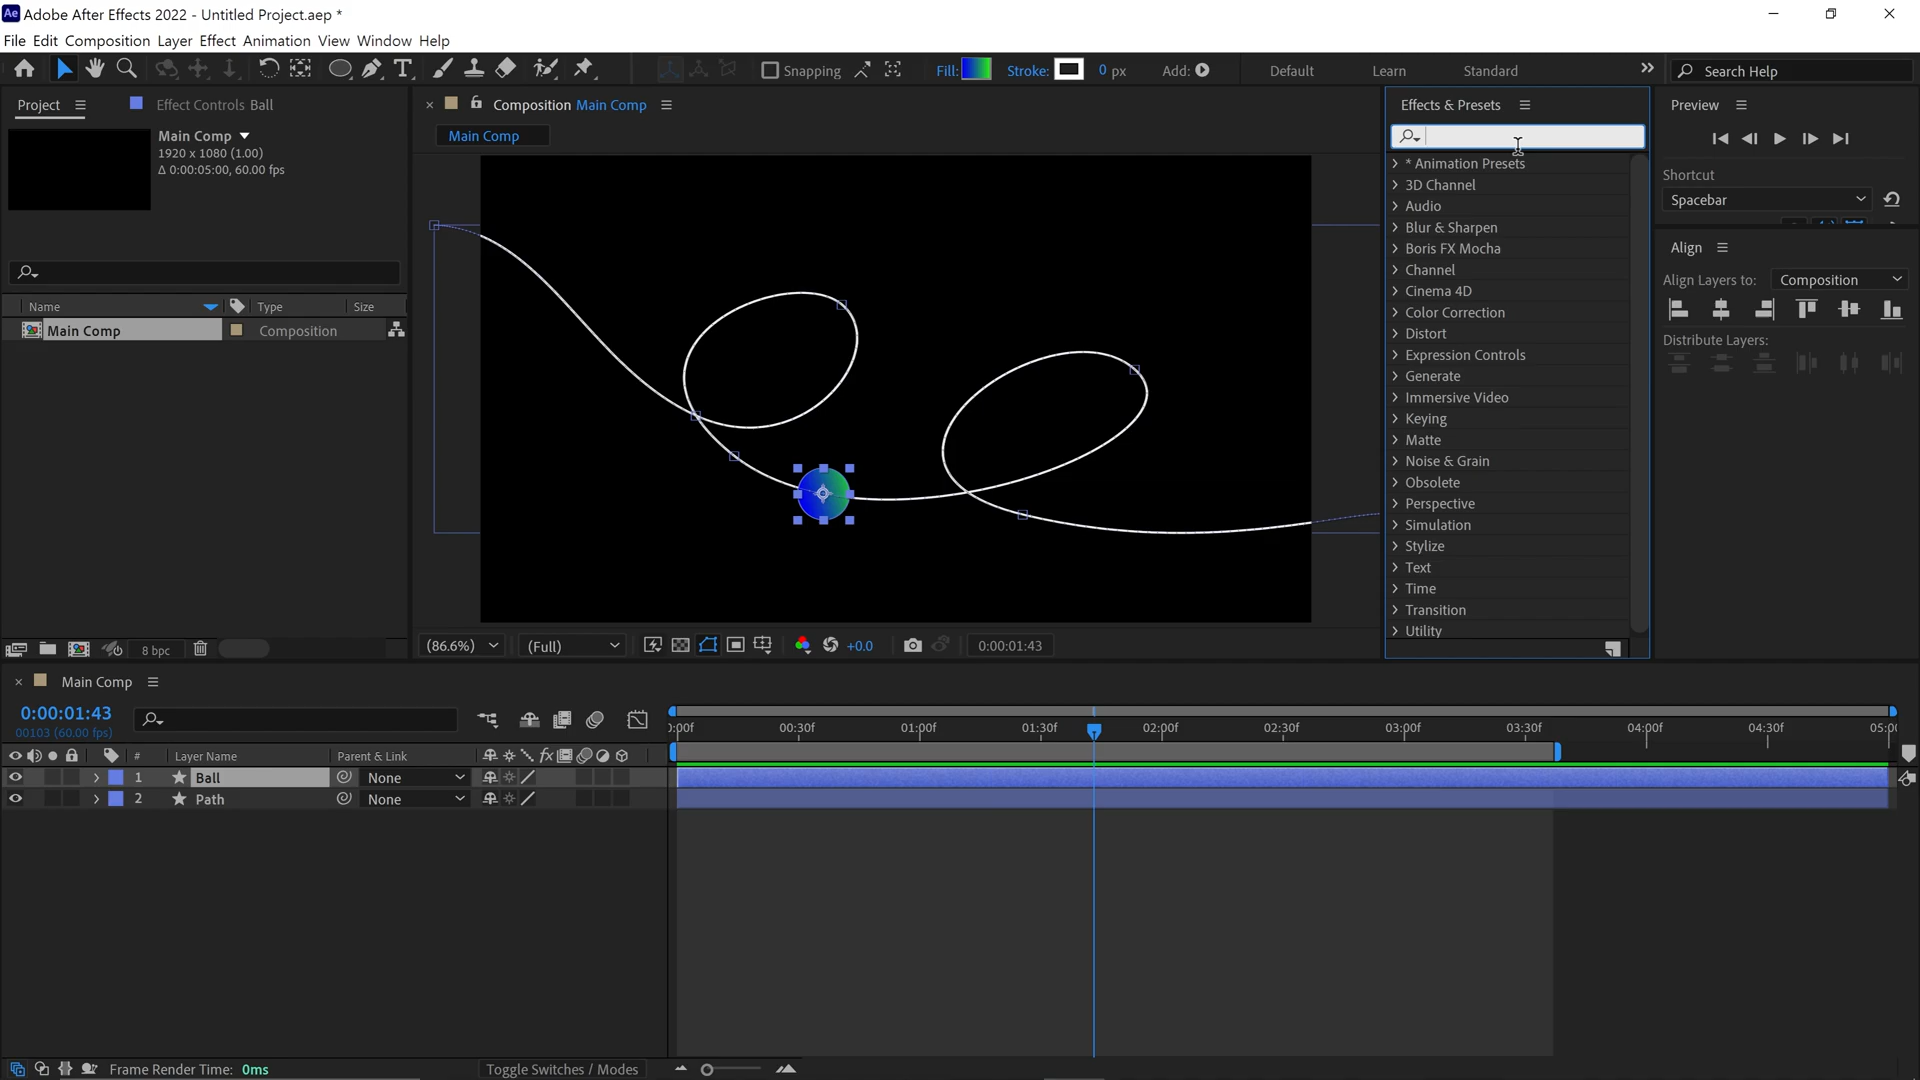 Ae Adobe After Effects 2022 - Untitled Project.aep *
File Edit Composition Layer Effect Animation View Window Help
Snapping
Fill:
Stroke:
0 px
Add:
Default
Learn
Standard
Search Help
Project
Effect Controls Ball
Main Comp
1920 x 1080 (1.00)
Δ 0:00:05:00, 60.00 fps
Name
Type
Size
Main Comp
Composition
8 bpc
Composition Main Comp
Main Comp
(86.6%)
(Full)
+0.0
0:00:01:43
Effects & Presets
* Animation Presets
3D Channel
Audio
Blur & Sharpen
Boris FX Mocha
Channel
Cinema 4D
Color Correction
Distort
Expression Controls
Generate
Immersive Video
Keying
Matte
Noise & Grain
Obsolete
Perspective
Simulation
Stylize
Text
Time
Transition
Utility
Preview
Shortcut
Spacebar
Align
Align Layers to: Composition
Distribute Layers:
Main Comp
0:00:01:43
00103 (60.00 fps)
):00f 00:30f 01:00f 01:30f 02:00f 02:30f 03:00f 03:30f 04:00f 04:30f 05:00
# Layer Name Parent & Link fx
1 Ball None
2 Path None
Frame Render Time: 0ms
Toggle Switches / Modes